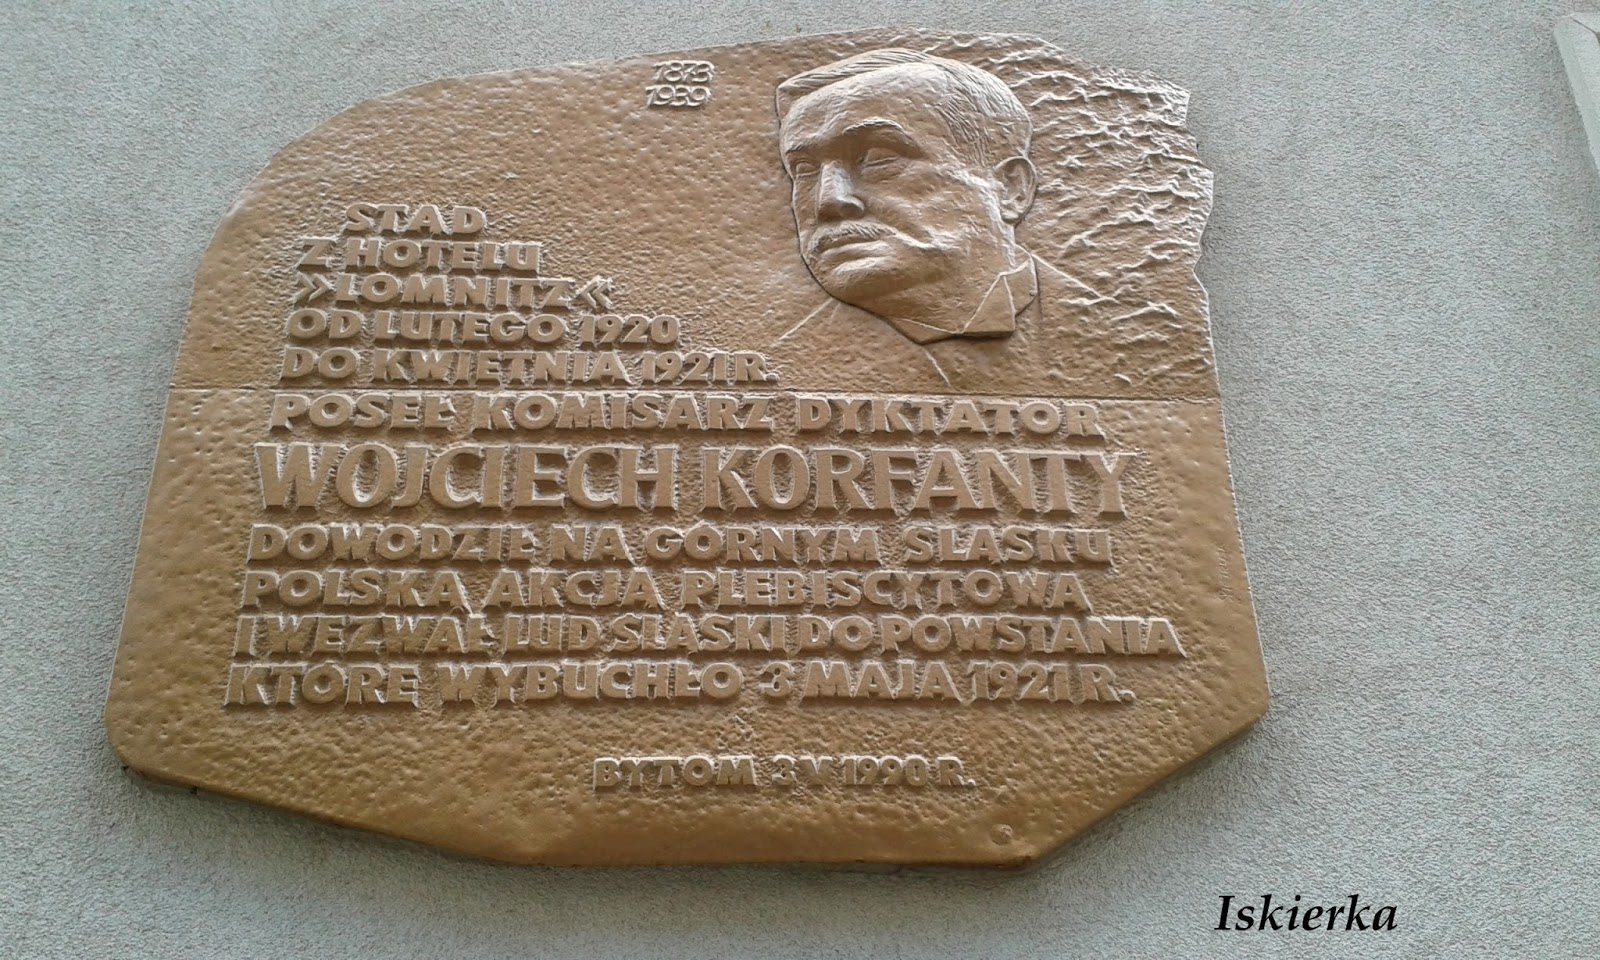 1873
1939
STĄD
Z HOTELU
»LOMNITZ«
OD LUTEGO 1920
DO KWIETNIA 1921 R.
POSEŁ KOMISARZ DYKTATOR
WOJCIECH KORFANTY
DOWODZIŁ NA GÓRNYM ŚLĄSKU
POLSKĄ AKCJĄ PLEBISCYTOWĄ
I WEZWAŁ LUD ŚLĄSKI DO POWSTANIA
KTÓRE WYBUCHŁO 3 MAJA 1921 R.
BYTOM 3 V 1990 R.
Iskierka